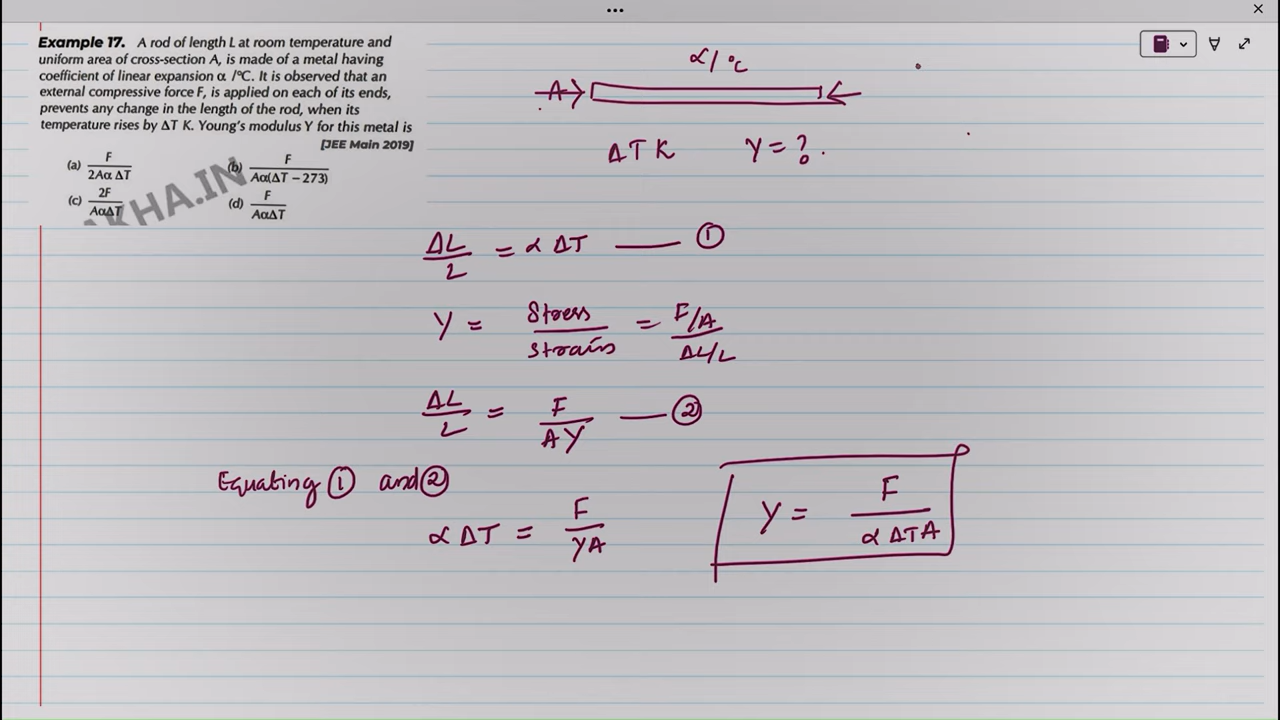 Example 17. A rod of length L at room temperature and
uniform area of cross-section A, is made of a metal having
coefficient of linear expansion α /°C. It is observed that an
external compressive force F, is applied on each of its ends,
prevents any change in the length of the rod, when its
temperature rises by ΔT K. Young's modulus Y for this metal is
[JEE Main 2019]
(a) F/2Aα ΔT (b) F/Aα(ΔT − 273)
(c) 2F/AαΔT (d) F/AαΔT
AKHA.IN
α/°C
A
ΔT K Y = ?.
ΔL/L = α ΔT —— ①
Y = Stress/Strain = F/A/ΔL/L
ΔL/L = F/AY —— ②
Equating ① and ②
α ΔT = F/YA
Y = F/α ΔTA